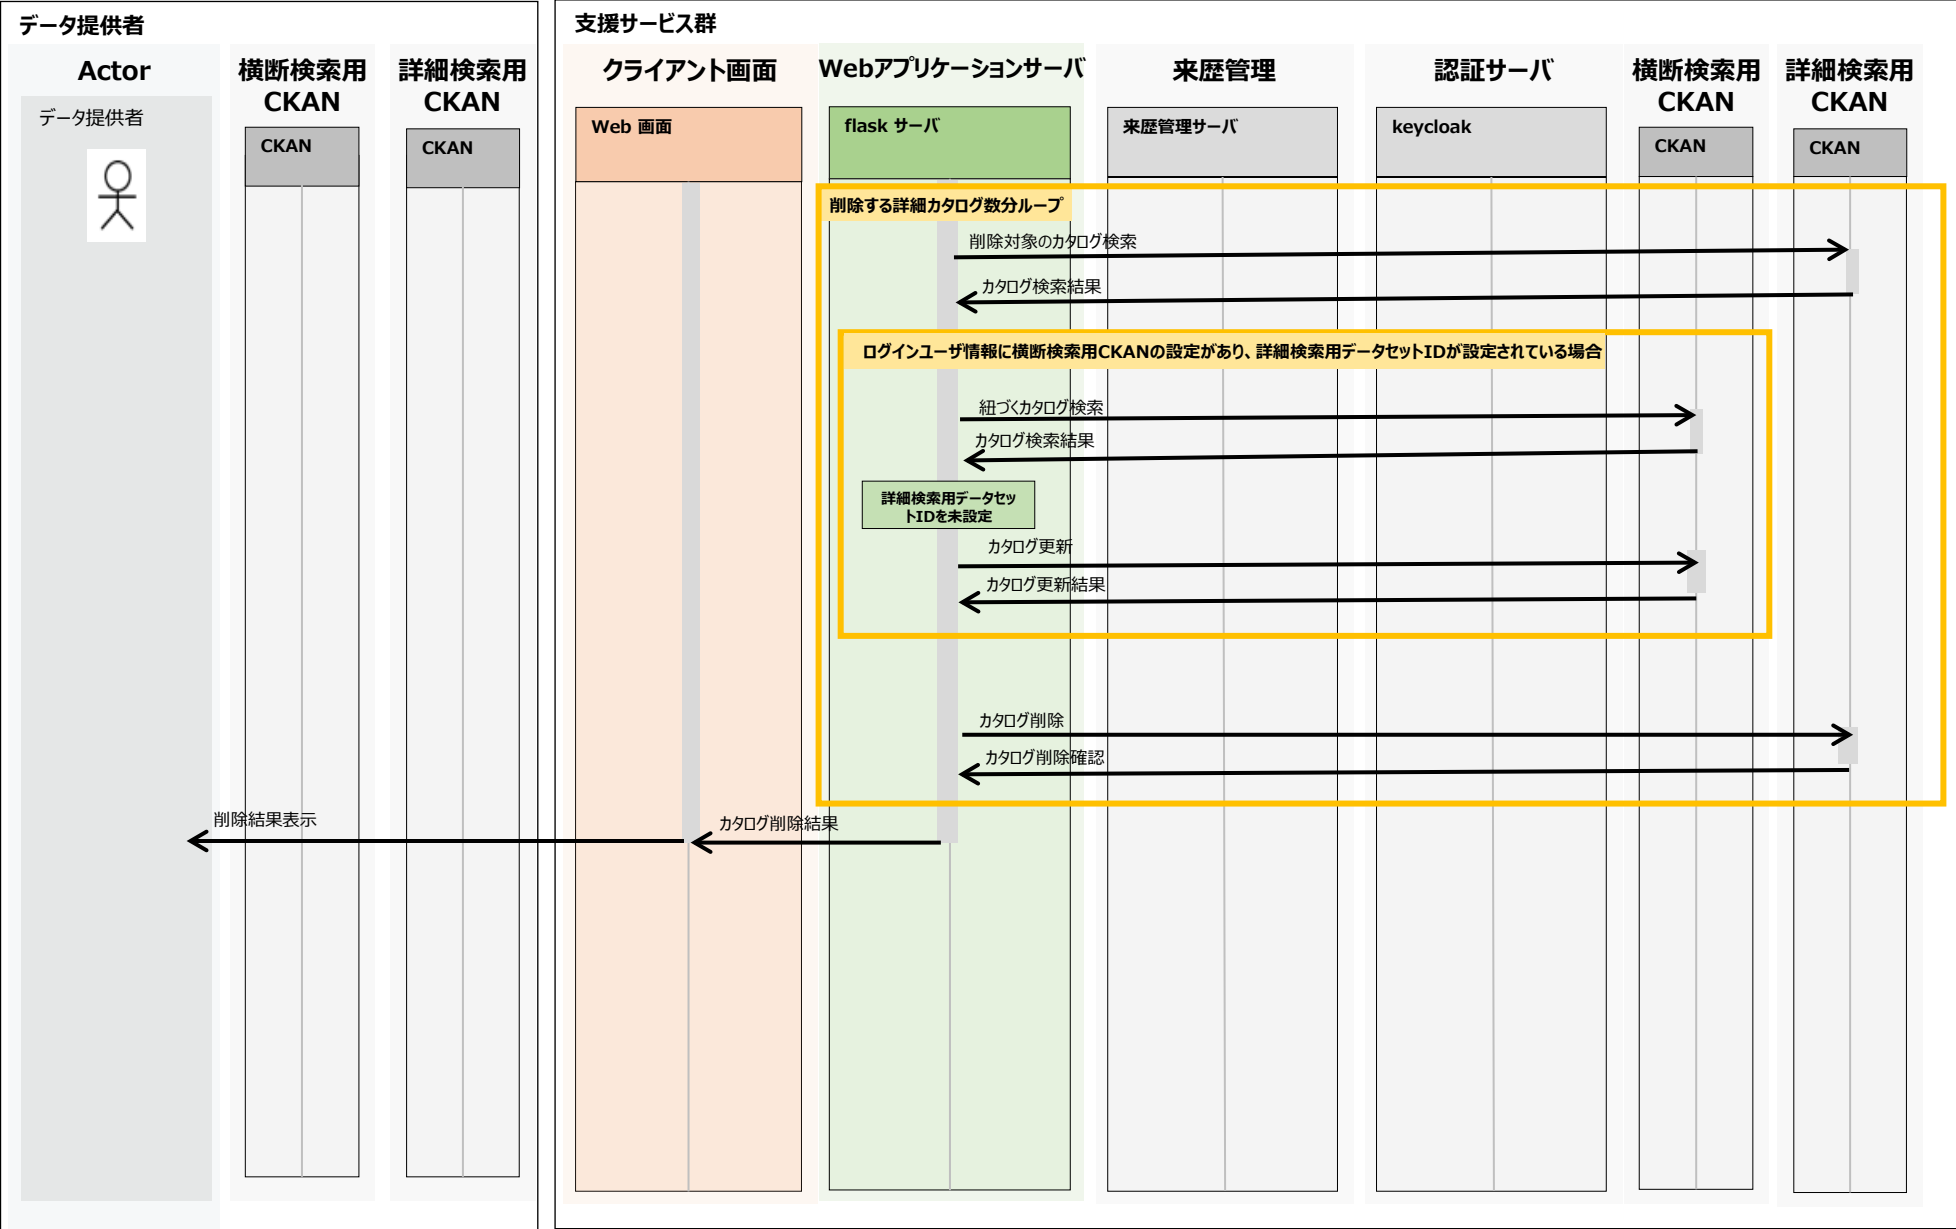 データ提供者
支援サービス群
Actor
横断検索用
CKAN
詳細検索用
CKAN
クライアント画面
Webアプリケーションサーバ
来歴管理
認証サーバ
横断検索用
CKAN
詳細検索用
CKAN
データ提供者
CKAN
CKAN
Web 画面
flask サーバ
来歴管理サーバ
keycloak
CKAN
CKAN
削除する詳細カタログ数分ループ
削除対象のカタログ検索
カタログ検索結果
ログインユーザ情報に横断検索用CKANの設定があり、詳細検索用データセットIDが設定されている場合
紐づくカタログ検索
カタログ検索結果
詳細検索用データセッ
トIDを未設定
カタログ更新
カタログ更新結果
カタログ削除
カタログ削除確認
削除結果表示
カタログ削除結果